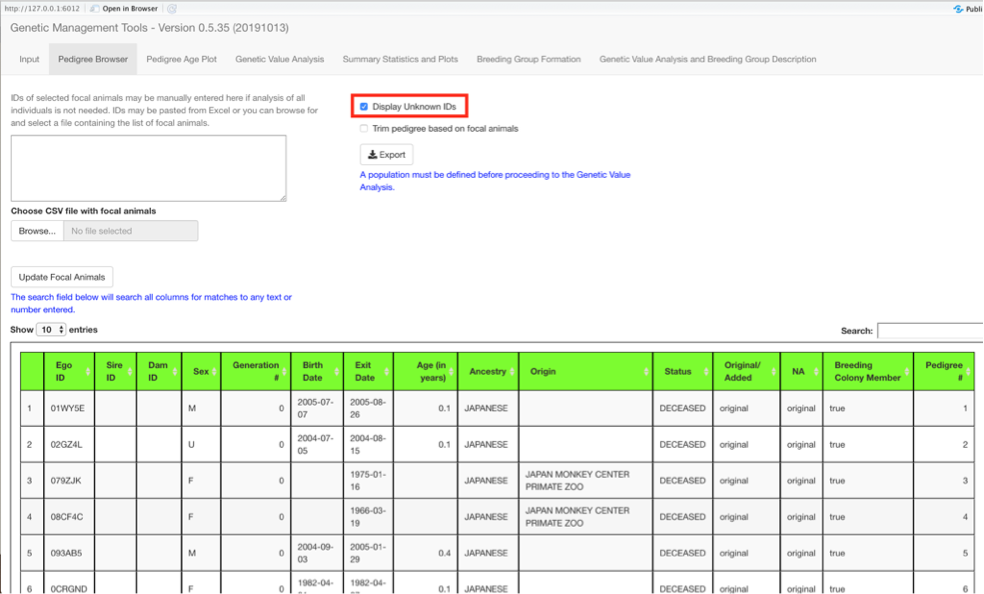 http://127.0.0.1:6012 Open in Browser Publi
Genetic Management Tools - Version 0.5.35 (20191013)
Input Pedigree Browser Pedigree Age Plot Genetic Value Analysis Summary Statistics and Plots Breeding Group Formation Genetic Value Analysis and Breeding Group Description
IDs of selected focal animals may be manually entered here if analysis of all
individuals is not needed. IDs may be pasted from Excel or you can browse for
and select a file containing the list of focal animals.
Display Unknown IDs
Trim pedigree based on focal animals
Export
A population must be defined before proceeding to the Genetic Value
Analysis.
Choose CSV file with focal animals
Browse... No file selected
Update Focal Animals
The search field below will search all columns for matches to any text or
number entered.
Show 10 entries Search:
Ego Sire Dam Sex Generation Birth Exit Age (in Ancestry Origin Status Original/ NA Breeding Pedigree
ID ID ID # Date Date years) Added Colony Member #
1 01WY5E M 0 2005-07- 2005-08- 0.1 JAPANESE DECEASED original original true 1
07 26
2 02GZ4L U 0 2004-07- 2004-08- 0.1 JAPANESE DECEASED original original true 2
05 15
3 079ZJK F 0 1975-01- JAPANESE JAPAN MONKEY CENTER DECEASED original original true 3
16 PRIMATE ZOO
4 08CF4C F 0 1966-03- JAPANESE JAPAN MONKEY CENTER DECEASED original original true 4
19 PRIMATE ZOO
5 093AB5 M 0 2004-09- 2005-01- 0.4 JAPANESE DECEASED original original true 5
03 29
6 0CRGND F 0 1982-04- 1982-04- 0.1 JAPANESE DECEASED original original true 6